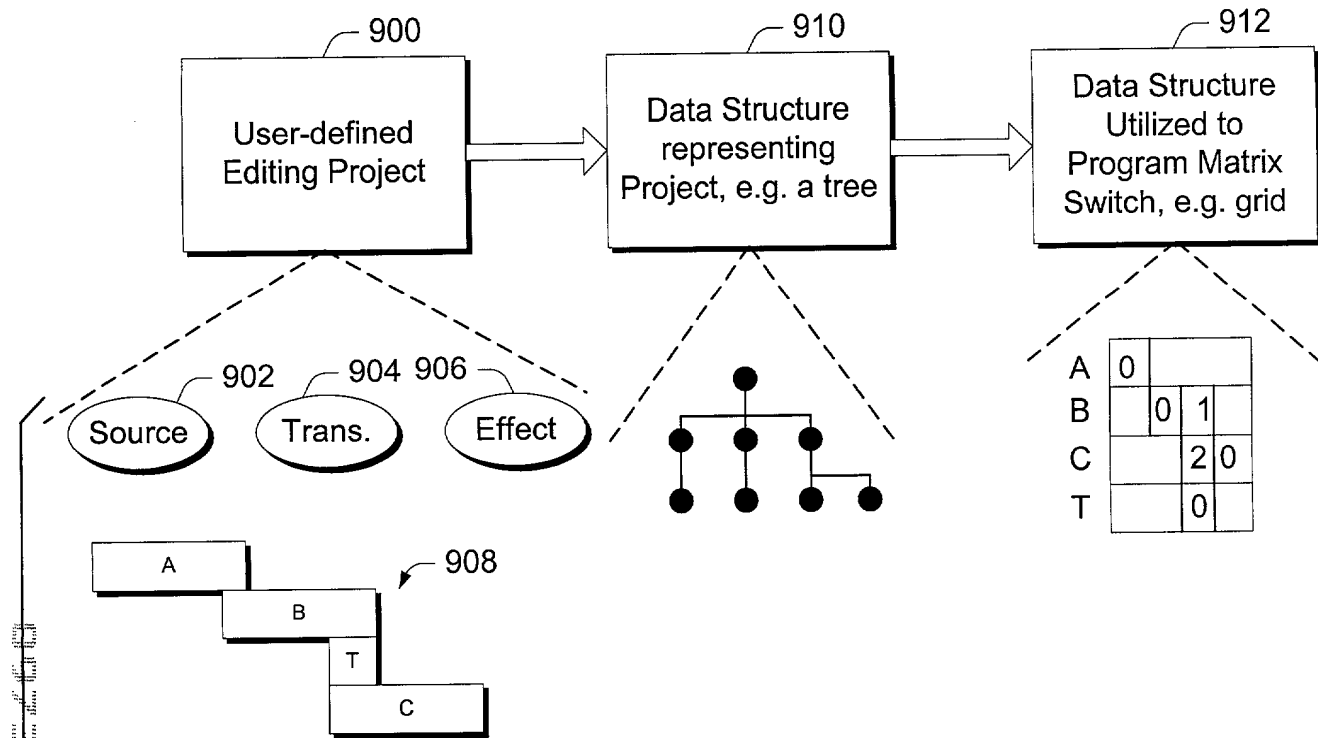 900
910
912
User-defined
Editing Project
Data Structure
representing
Project, e.g. a tree
Data Structure
Utilized to
Program Matrix
Switch, e.g. grid
902
904
906
Source
Trans.
Effect
A
B
T
C
908
A 0
B 0 1
C 2 0
T 0